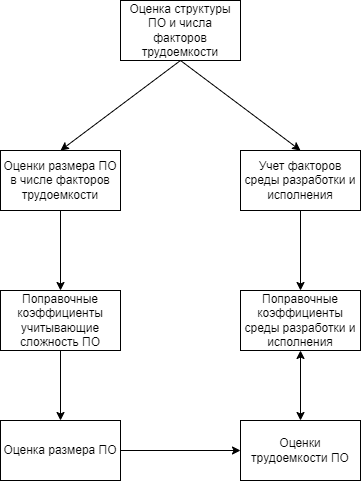 Оценка структуры
ПО и числа
факторов
трудоемкости
Оценки размера ПО
в числе факторов
трудоемкости
Учет факторов
среды разработки и
исполнения
Поправочные
коэффициенты
учитывающие
сложность ПО
Поправочные
коэффициенты
среды разработки и
исполнения
Оценка размера ПО
Оценки
трудоемкости ПО